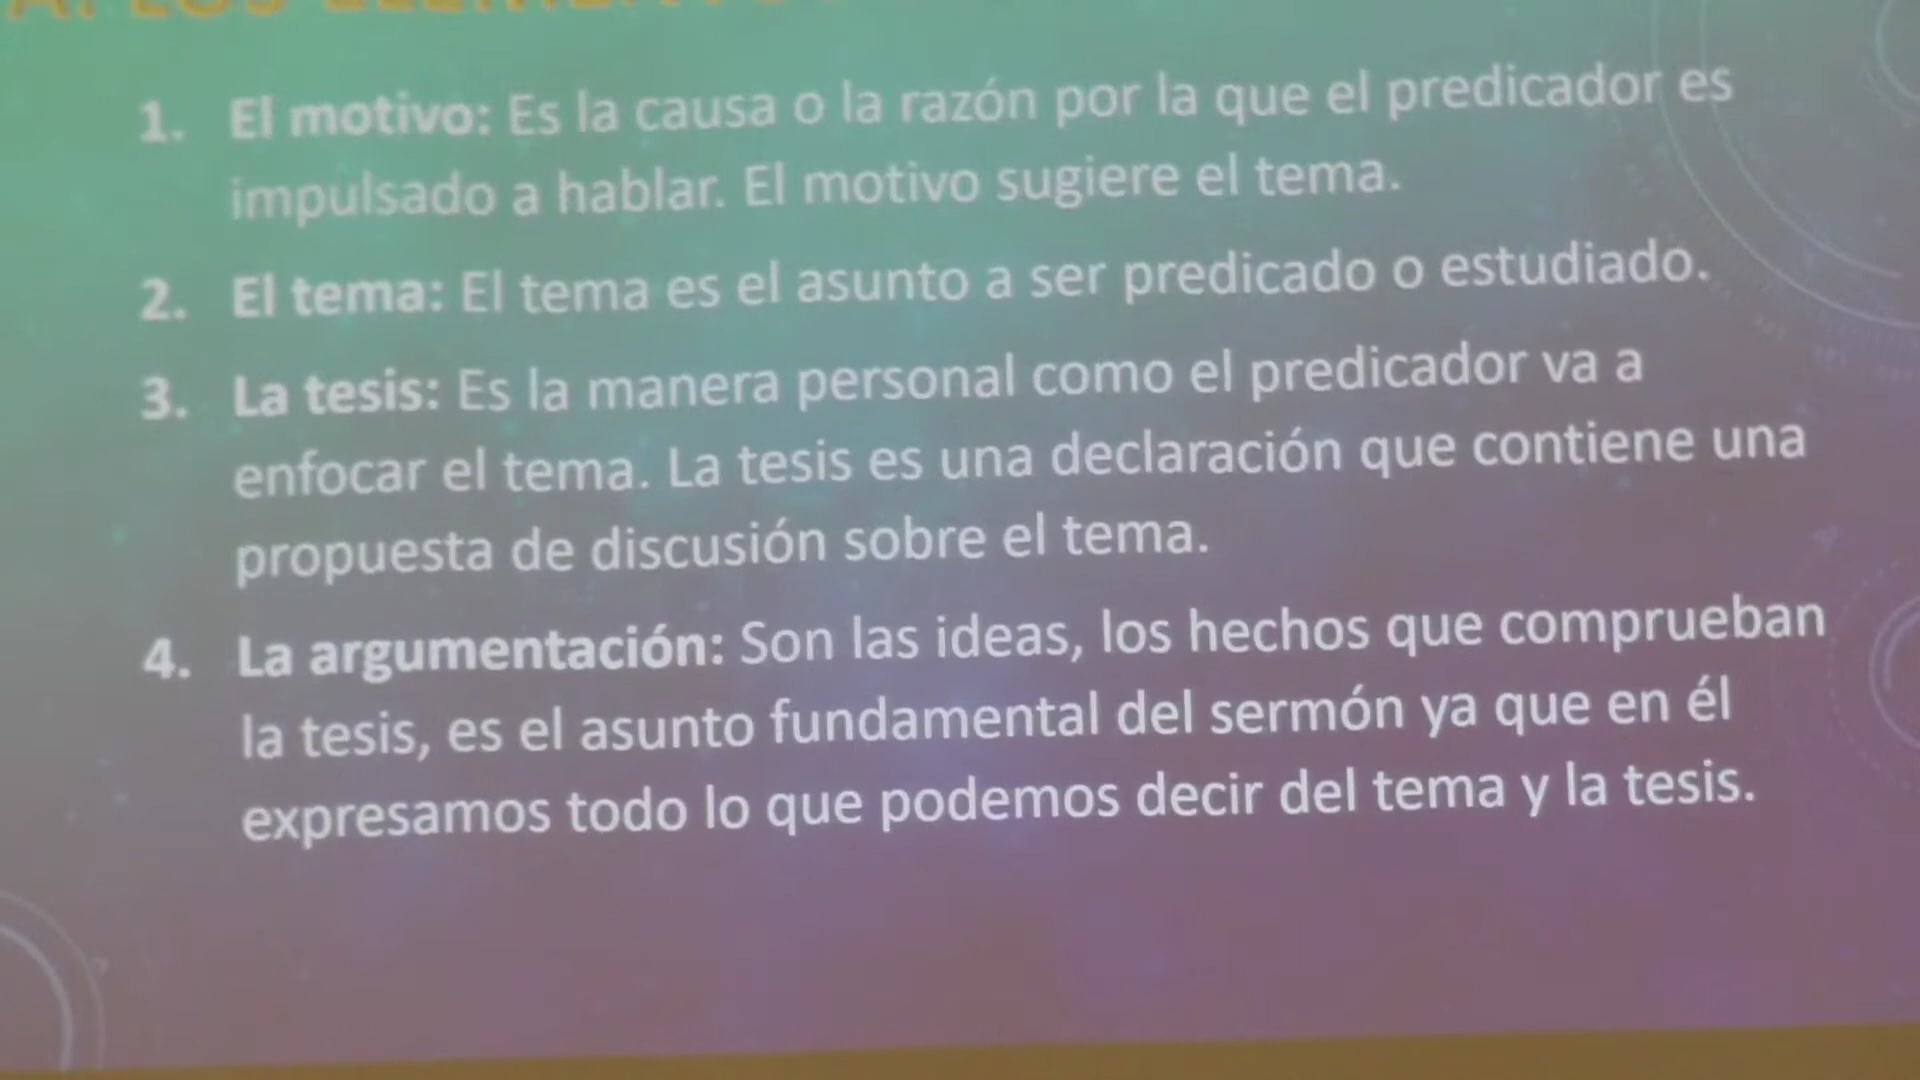 A. LOS ELEMENTOS
1. El motivo: Es la causa o la razón por la que el predicador es
impulsado a hablar. El motivo sugiere el tema.
2. El tema: El tema es el asunto a ser predicado o estudiado.
3. La tesis: Es la manera personal como el predicador va a
enfocar el tema. La tesis es una declaración que contiene una
propuesta de discusión sobre el tema.
4. La argumentación: Son las ideas, los hechos que comprueban
la tesis, es el asunto fundamental del sermón ya que en él
expresamos todo lo que podemos decir del tema y la tesis.